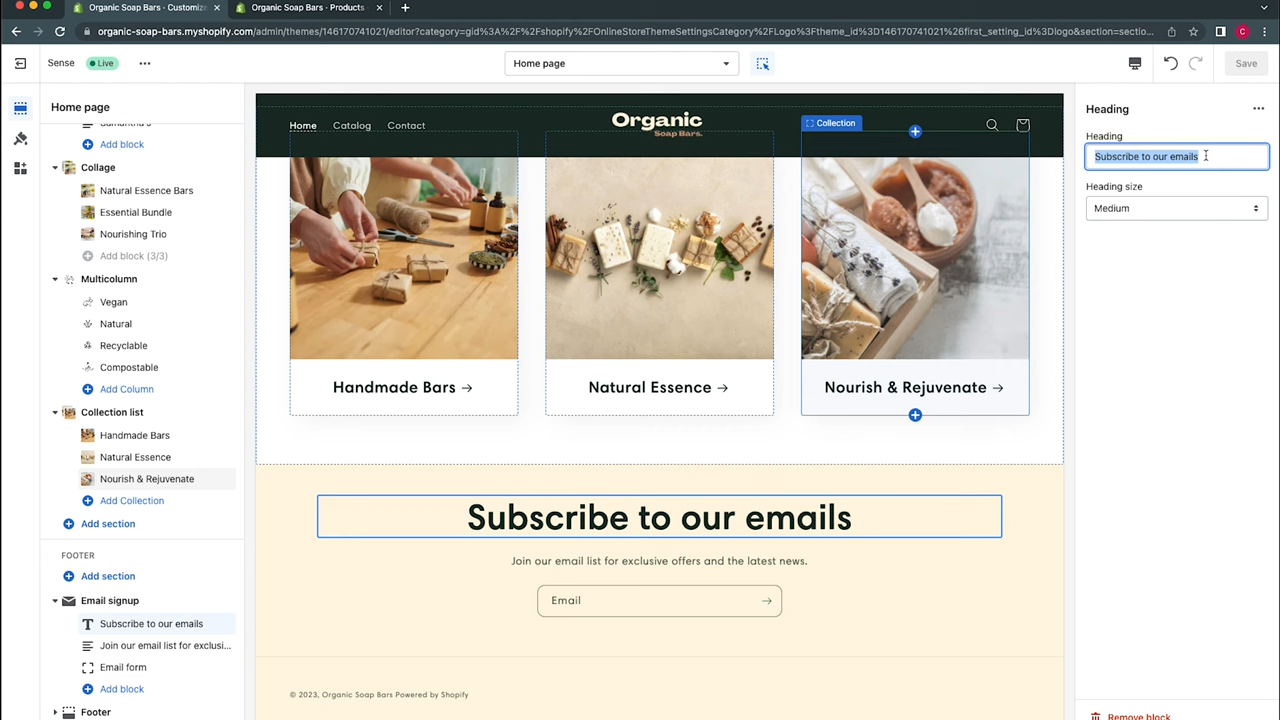 Organic Soap Bars · Customize
Organic Soap Bars · Products
organic-soap-bars.myshopify.com/admin/themes/146170741021/editor?category=gid%3A%2F%2Fshopify%2FOnlineStoreThemeSettingsCategory%2FLogo%2Ftheme_id%3D146170741021%26first_setting_id%3Dlogo&section=sectio...
C
Sense
Live
Home page
Save
Home page
Samantha J
Add block
Collage
Natural Essence Bars
Essential Bundle
Nourishing Trio
Add block (3/3)
Multicolumn
Vegan
Natural
Recyclable
Compostable
Add Column
Collection list
Handmade Bars
Natural Essence
Nourish & Rejuvenate
Add Collection
Add section
FOOTER
Add section
Email signup
Subscribe to our emails
Join our email list for exclusi...
Email form
Add block
Footer
Home
Catalog
Contact
Organic
Soap Bars.
Collection
Handmade Bars →
Natural Essence →
Nourish & Rejuvenate →
Subscribe to our emails
Join our email list for exclusive offers and the latest news.
Email
© 2023, Organic Soap Bars Powered by Shopify
Heading
Heading
Subscribe to our emails
Heading size
Medium
Remove block